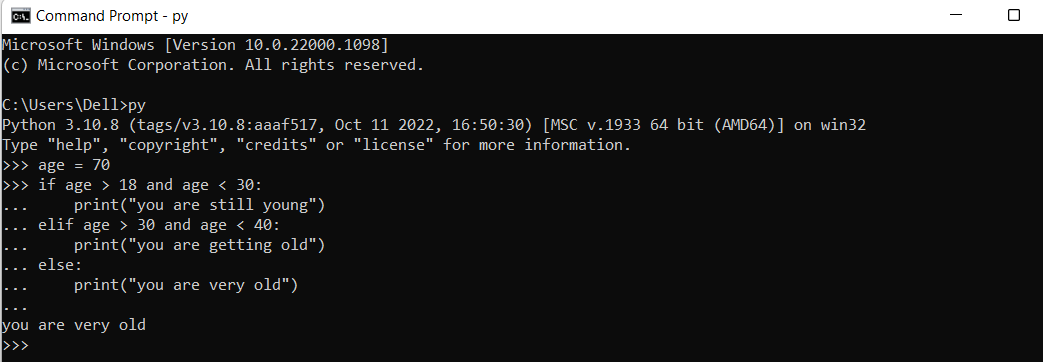 Command Prompt - py
Microsoft Windows [Version 10.0.22000.1098]
(c) Microsoft Corporation. All rights reserved.
C:\Users\Dell>py
Python 3.10.8 (tags/v3.10.8:aaaf517, Oct 11 2022, 16:50:30) [MSC v.1933 64 bit (AMD64)] on win32
Type "help", "copyright", "credits" or "license" for more information.
>>> age = 70
>>> if age > 18 and age < 30:
...     print("you are still young")
... elif age > 30 and age < 40:
...     print("you are getting old")
... else:
...     print("you are very old")
...
you are very old
>>>